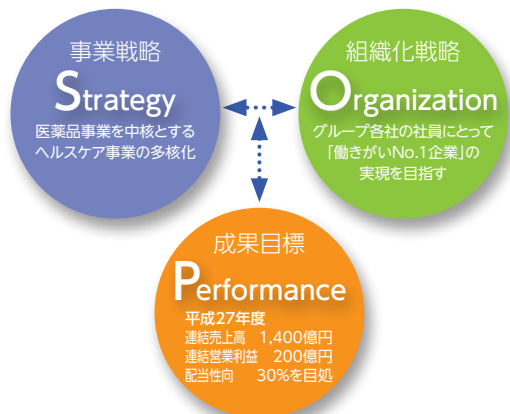 事業戦略
Strategy
医薬品事業を中核とする
ヘルスケア事業の多核化
組織化戦略
Organization
グループ各社の社員にとって
「働きがいNo.1企業」の
実現を目指す
成果目標
Performance
平成27年度
連結売上高 1,400億円
連結営業利益 200億円
配当性向 30%を目処